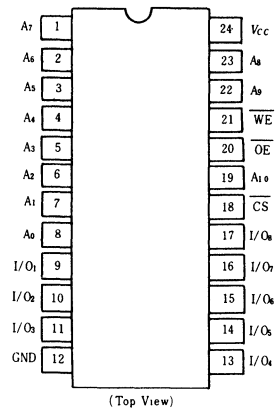 A7 1 24 Vcc
A6 2 23 A8
A5 3 22 A9
A4 4 21 WE
A3 5 20 OE
A2 6 19 A10
A1 7 18 CS
A0 8 17 I/O8
I/O1 9 16 I/O7
I/O2 10 15 I/O6
I/O3 11 14 I/O5
GND 12 13 I/O4
(Top View)